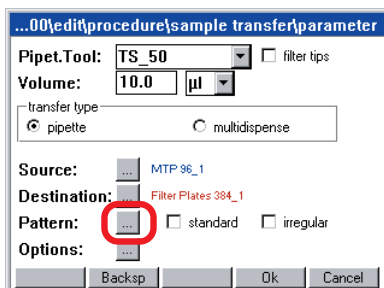 ...00\edit\procedure\sample transfer\parameter
Pipet.Tool: TS_50 filter tips
Volume: 10.0 µl
transfer type
pipette multidispense
Source: ... MTP 96_1
Destination: ... Filter Plates 384_1
Pattern: ... standard irregular
Options: ...
Backsp Ok Cancel